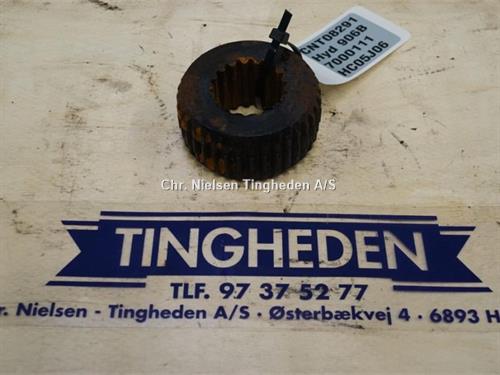 CNT08291
Hyd 906B
7000111
HC05J06
Chr. Nielsen Tingheden A/S
TINGHEDEN
TLF. 97 37 52 77
r. Nielsen - Tingheden A/S · Østerbækvej 4 · 6893 H